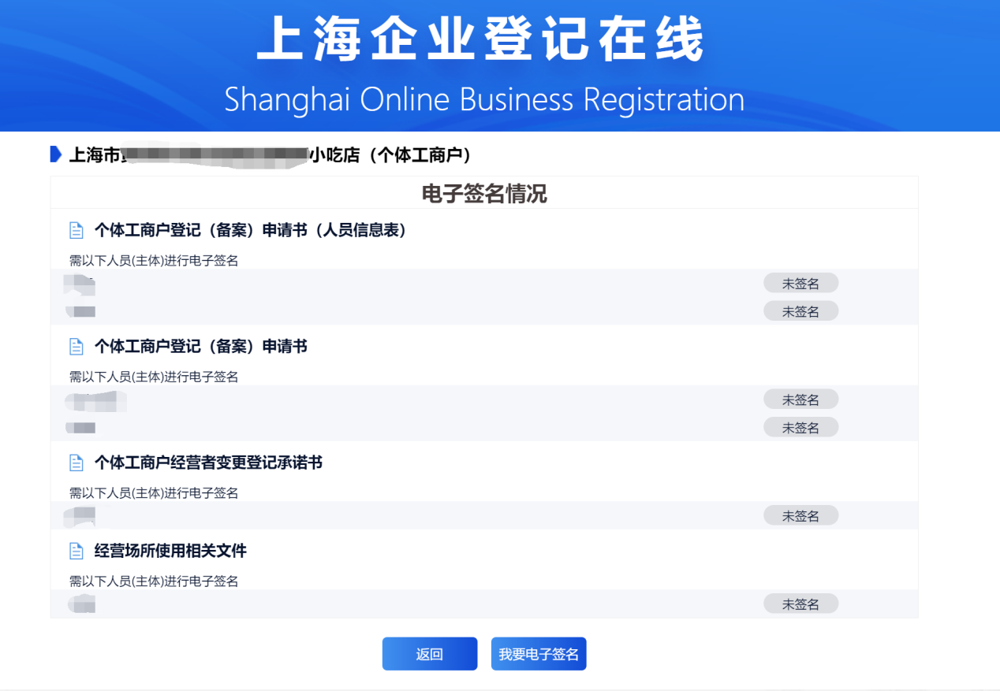 上海企业登记在线
Shanghai Online Business Registration
上海市 小吃店（个体工商户）
电子签名情况
个体工商户登记（备案）申请书（人员信息表）
需以下人员(主体)进行电子签名
未签名
未签名
个体工商户登记（备案）申请书
需以下人员(主体)进行电子签名
未签名
未签名
个体工商户经营者变更登记承诺书
需以下人员(主体)进行电子签名
未签名
经营场所使用相关文件
需以下人员(主体)进行电子签名
未签名
返回 我要电子签名